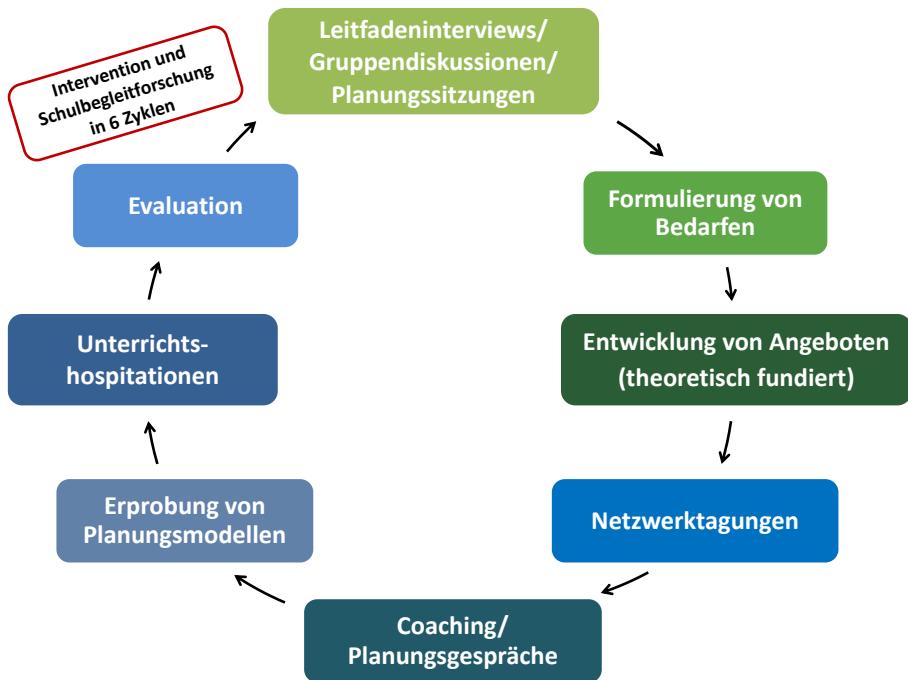 Intervention und
Schulbegleitforschung
in 6 Zyklen
Leitfadeninterviews/
Gruppendiskussionen/
Planungssitzungen
Formulierung von
Bedarfen
Entwicklung von Angeboten
(theoretisch fundiert)
Netzwerktagungen
Coaching/
Planungsgespräche
Erprobung von
Planungsmodellen
Unterrichts-
hospitationen
Evaluation